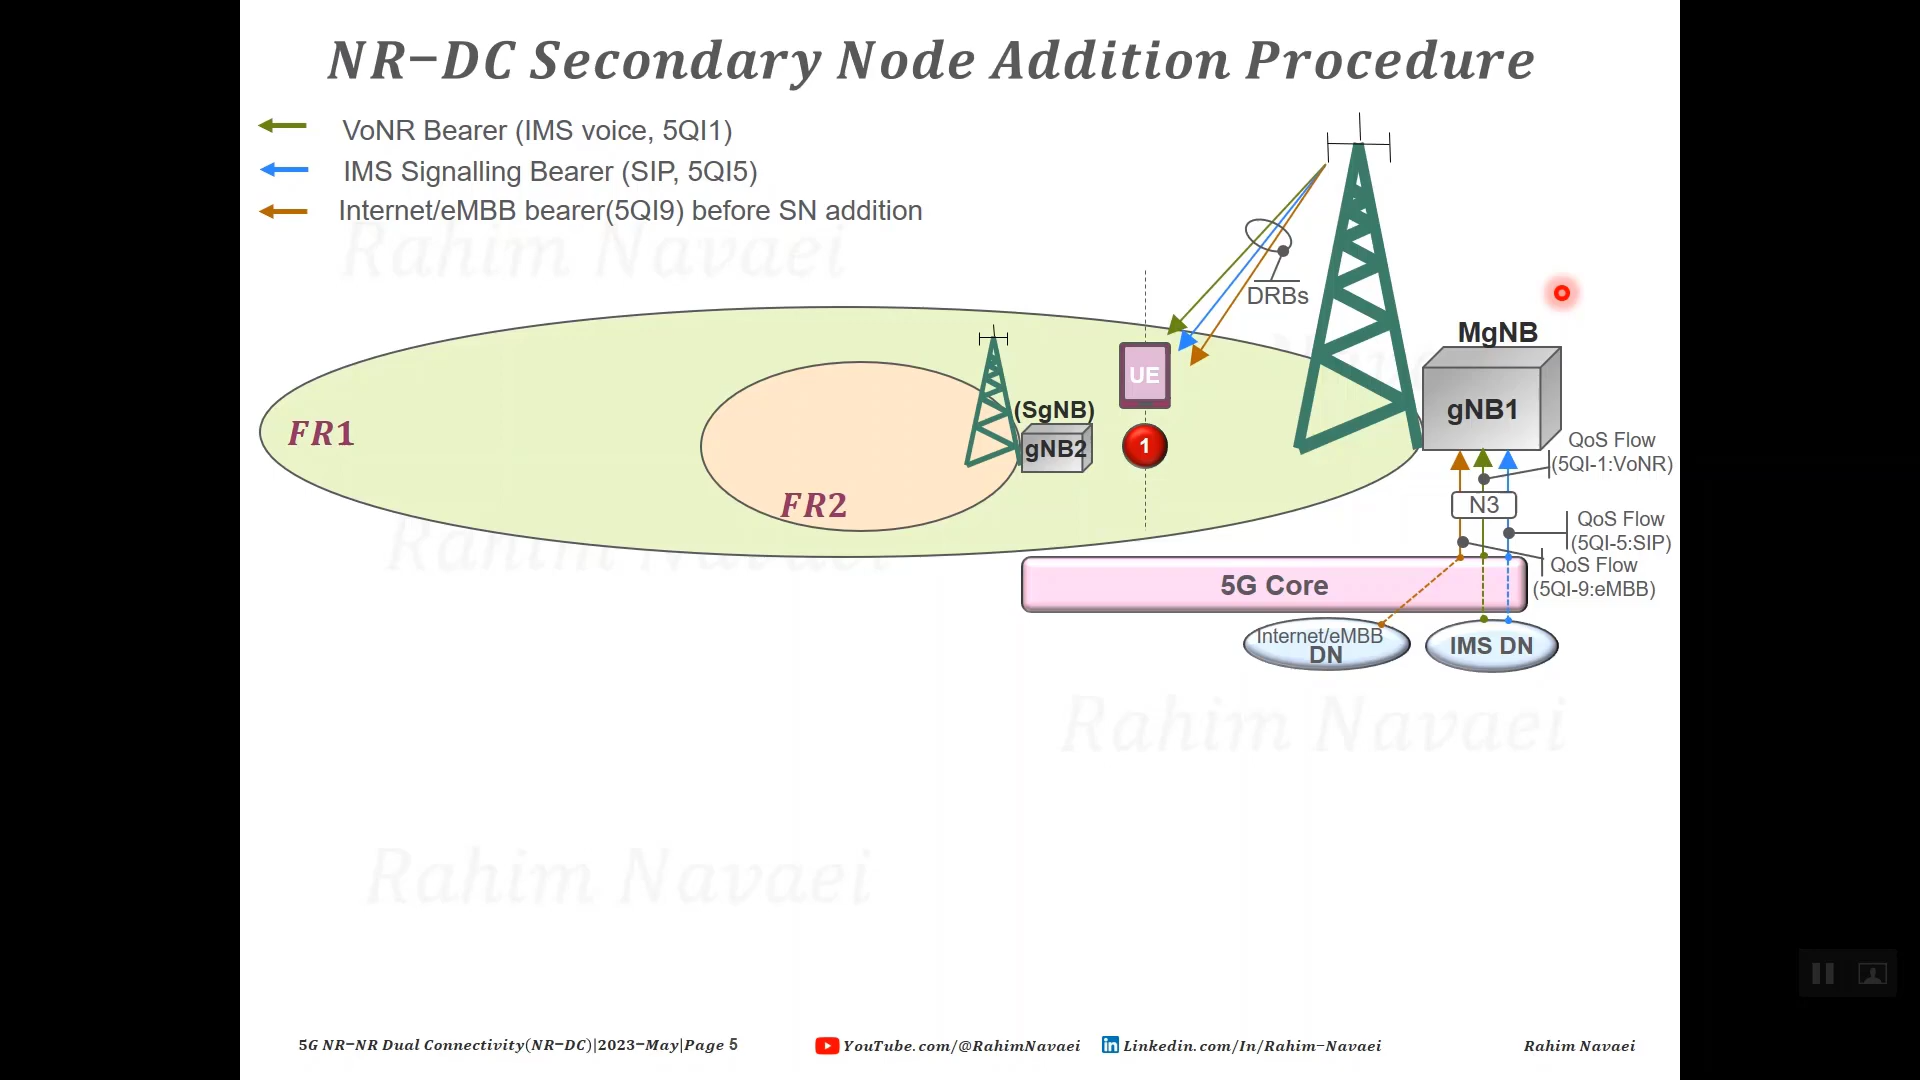 NR-DC Secondary Node Addition Procedure
VoNR Bearer (IMS voice, 5QI1)
IMS Signalling Bearer (SIP, 5QI5)
Internet/eMBB bearer(5QI9) before SN addition
Rahim Navaei
DRBs
MgNB
UE
gNB1
(SgNB)
gNB2
1
FR1
FR2
QoS Flow
(5QI-1:VoNR)
N3
QoS Flow
(5QI-5:SIP)
Rahim Navaei
QoS Flow
(5QI-9:eMBB)
5G Core
Internet/eMBB
DN
IMS DN
Rahim Navaei
Rahim Navaei
5G NR-NR Dual Connectivity(NR-DC)|2023-May|Page 5
YouTube.com/@RahimNavaei
in
Linkedin.com/In/Rahim-Navaei
Rahim Navaei